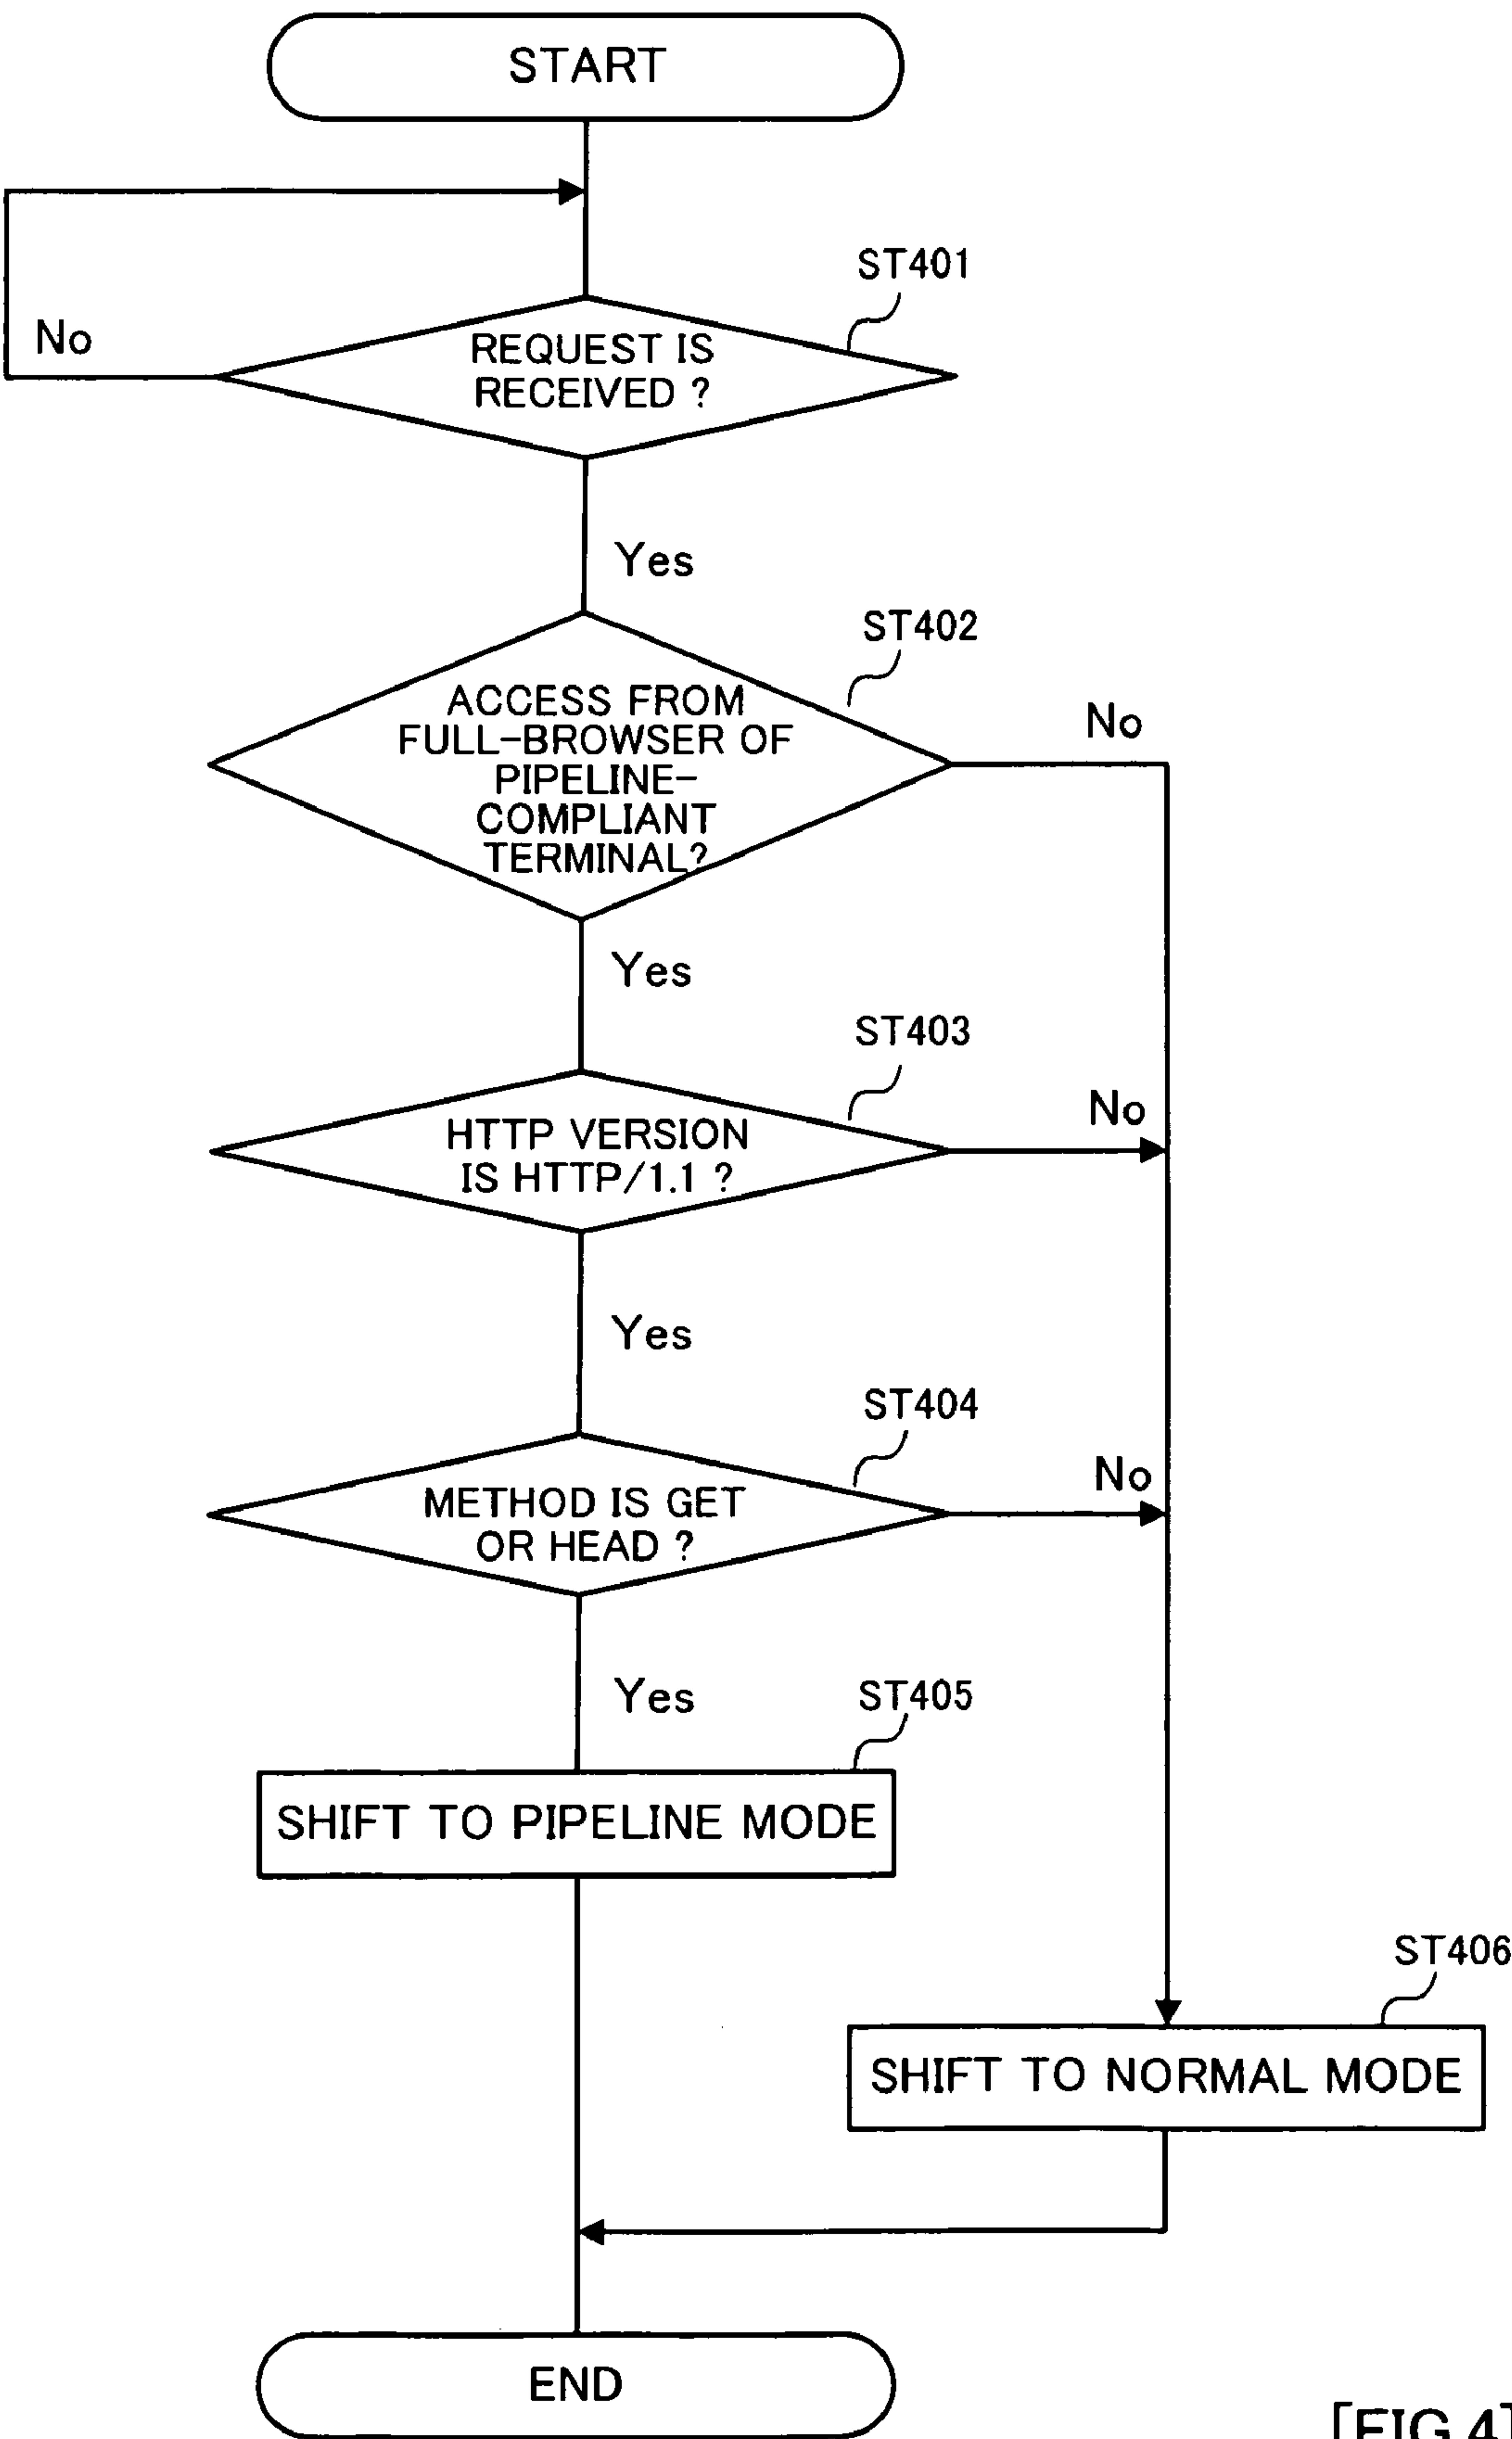 START
ST401
No
REQUEST IS
RECEIVED ?
Yes
ST402
ACCESS FROM
FULL-BROWSER OF
PIPELINE-
COMPLIANT
TERMINAL?
No
Yes
ST403
HTTP VERSION
IS HTTP/1.1 ?
No
Yes
ST404
METHOD IS GET
OR HEAD ?
No
Yes
ST405
SHIFT TO PIPELINE MODE
ST406
SHIFT TO NORMAL MODE
END
[FIG.4]